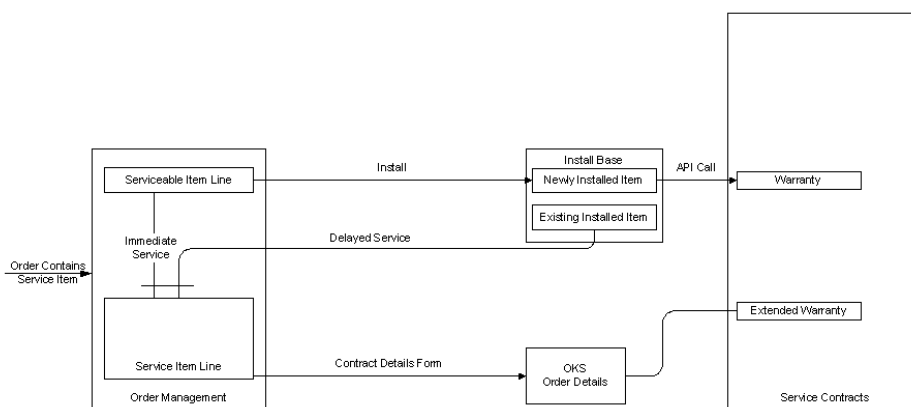 Install Base
Serviceable Item Line
Install
Newly Installed Item
API Call
Warranty
Existing Installed Item
Immediate
Service
Delayed Service
Order Contains
Service Item
Extended Warranty
Service Item Line
Contract Details Form
OKS
Order Details
Order Management
Service Contracts